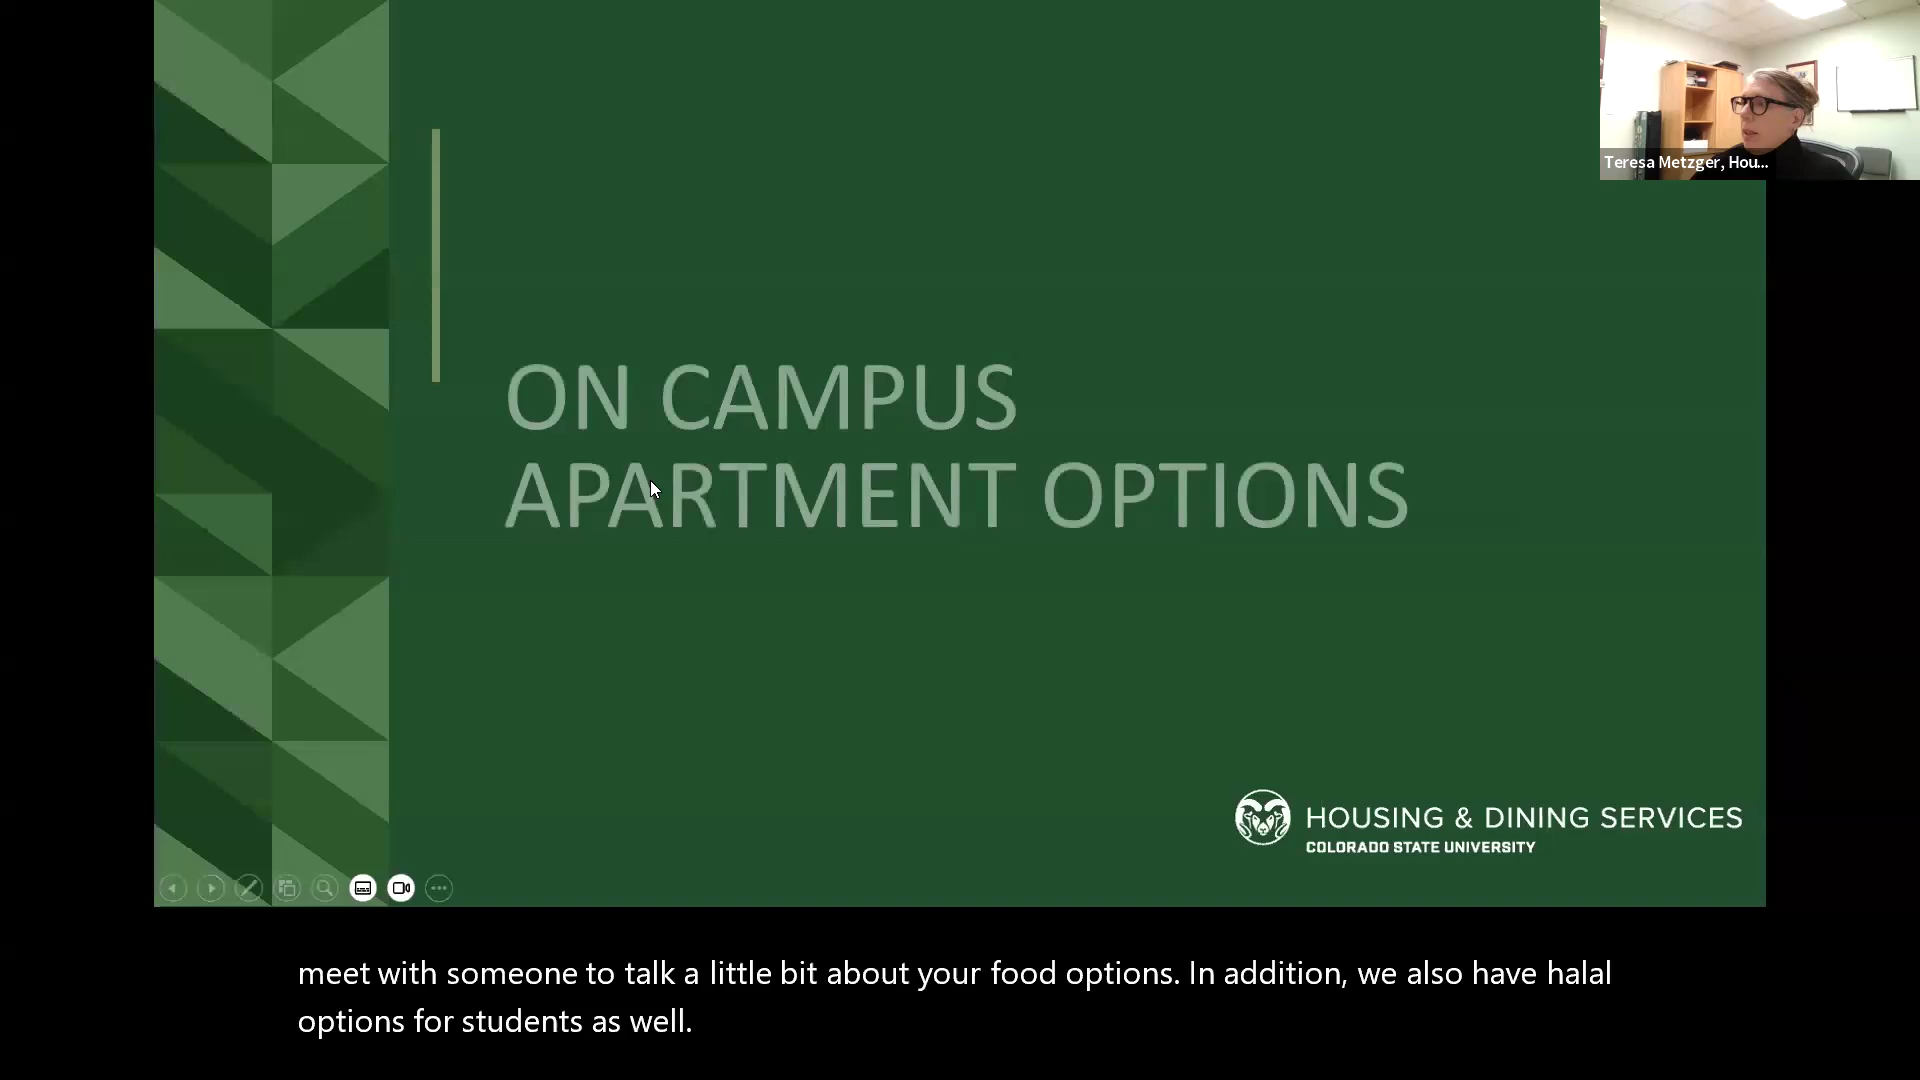 Teresa Metzger, Hou...
ON CAMPUS
APARTMENT OPTIONS
HOUSING & DINING SERVICES
COLORADO STATE UNIVERSITY
meet with someone to talk a little bit about your food options. In addition, we also have halal
options for students as well.